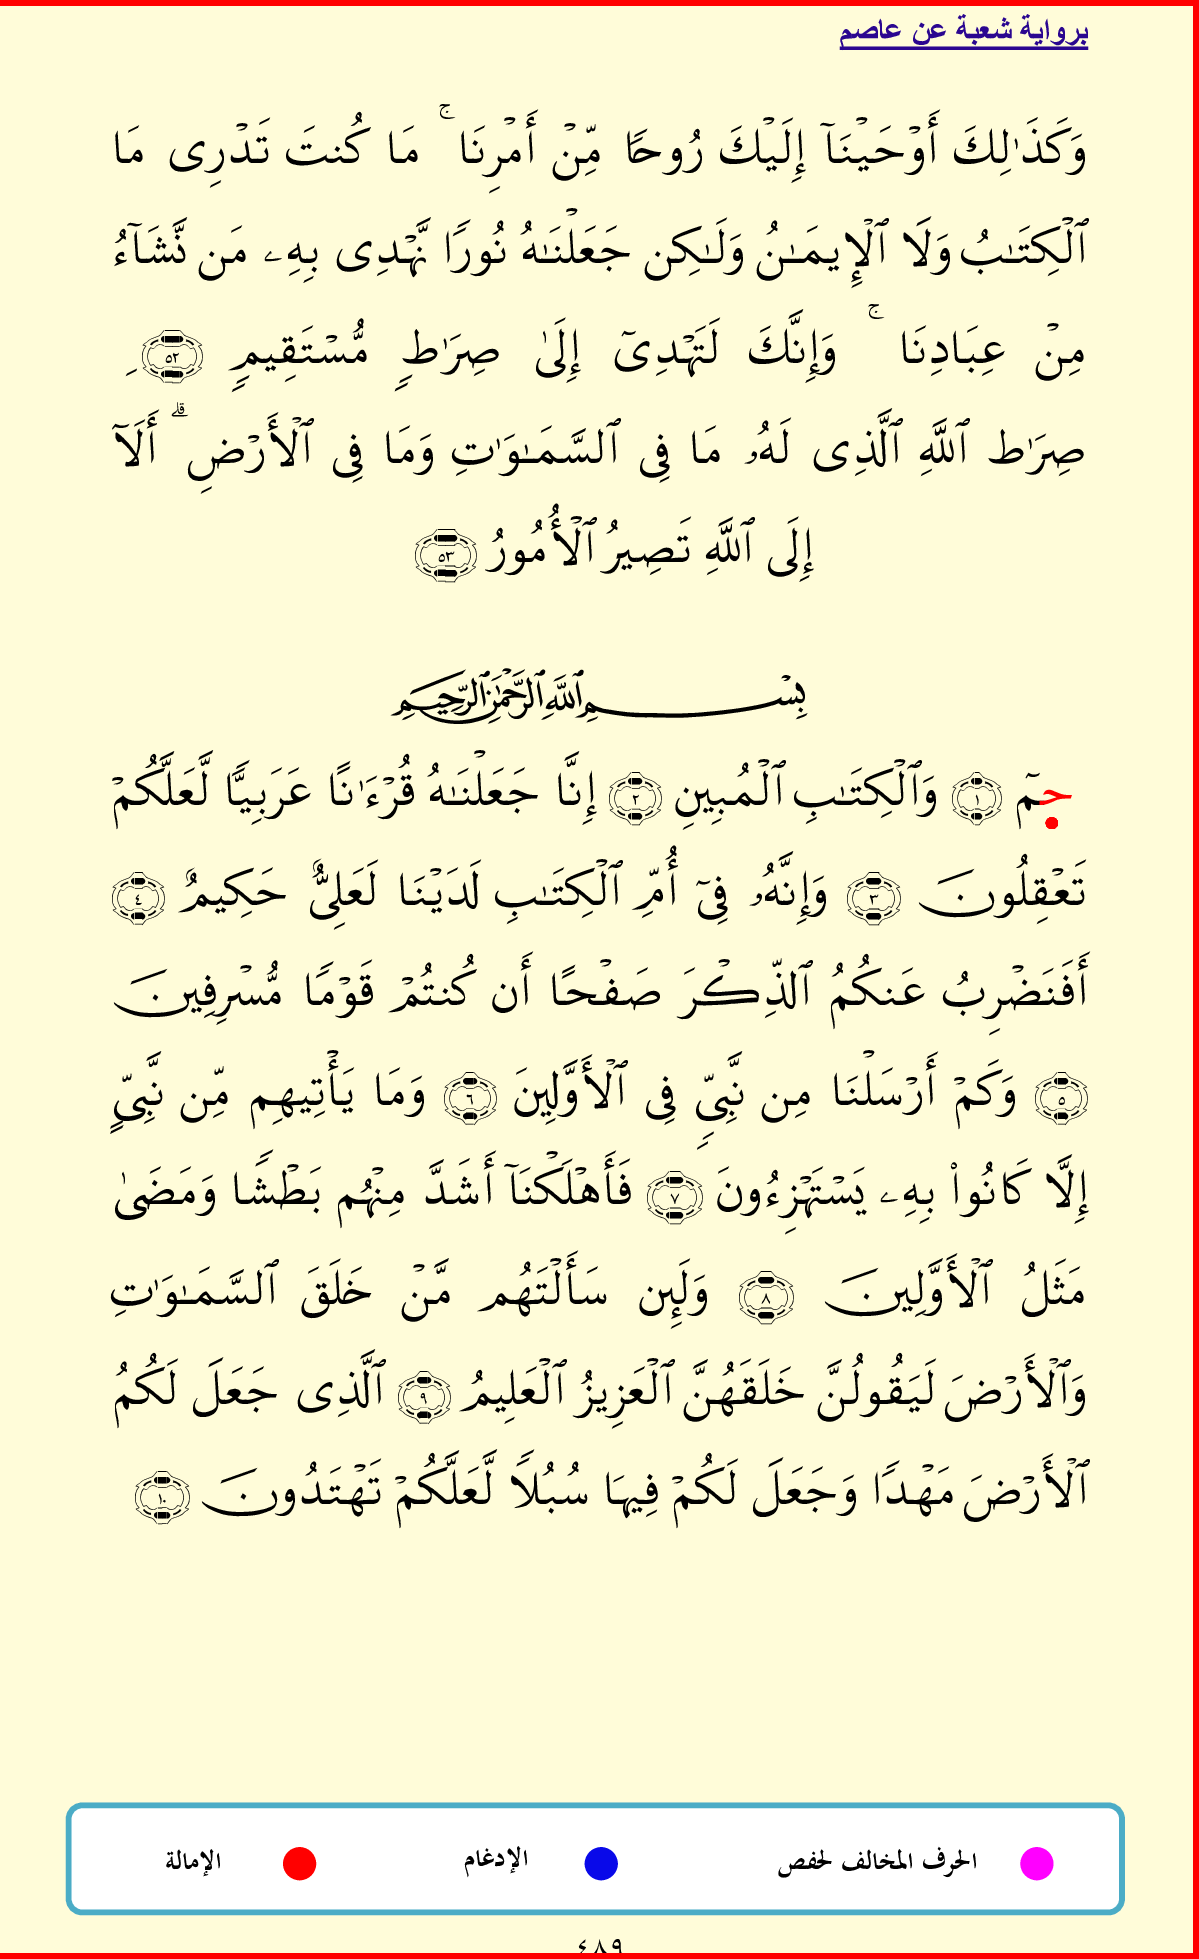 برواية شعبة عن عاصم
وَكَذَٰلِكَ أَوْحَيْنَآ إِلَيْكَ رُوحًا مِّنْ أَمْرِنَا ۚ مَا كُنتَ تَدْرِى مَا
ٱلْكِتَـٰبُ وَلَا ٱلْإِيمَـٰنُ وَلَـٰكِن جَعَلْنَـٰهُ نُورًا نَّهْدِى بِهِۦ مَن نَّشَآءُ
مِنْ عِبَادِنَا ۚ وَإِنَّكَ لَتَهْدِىٓ إِلَىٰ صِرَٰطٍ مُّسْتَقِيمٍ ٥٢
صِرَٰطِ ٱللَّهِ ٱلَّذِى لَهُۥ مَا فِى ٱلسَّمَـٰوَٰتِ وَمَا فِى ٱلْأَرْضِ ۗ أَلَآ
إِلَى ٱللَّهِ تَصِيرُ ٱلْأُمُورُ ٥٣
بِسْمِ ٱللَّهِ ٱلرَّحْمَـٰنِ ٱلرَّحِيمِ
حمٓ ١ وَٱلْكِتَـٰبِ ٱلْمُبِينِ ٢ إِنَّا جَعَلْنَـٰهُ قُرْءَٰنًا عَرَبِيًّا لَّعَلَّكُمْ
تَعْقِلُونَ ٣ وَإِنَّهُۥ فِىٓ أُمِّ ٱلْكِتَـٰبِ لَدَيْنَا لَعَلِىٌّ حَكِيمٌ ٤
أَفَنَضْرِبُ عَنكُمُ ٱلذِّكْرَ صَفْحًا أَن كُنتُمْ قَوْمًا مُّسْرِفِينَ
٥ وَكَمْ أَرْسَلْنَا مِن نَّبِىٍّ فِى ٱلْأَوَّلِينَ ٦ وَمَا يَأْتِيهِم مِّن نَّبِىٍّ
إِلَّا كَانُوا۟ بِهِۦ يَسْتَهْزِءُونَ ٧ فَأَهْلَكْنَآ أَشَدَّ مِنْهُم بَطْشًا وَمَضَىٰ
مَثَلُ ٱلْأَوَّلِينَ ٨ وَلَئِن سَأَلْتَهُم مَّنْ خَلَقَ ٱلسَّمَـٰوَٰتِ
وَٱلْأَرْضَ لَيَقُولُنَّ خَلَقَهُنَّ ٱلْعَزِيزُ ٱلْعَلِيمُ ٩ ٱلَّذِى جَعَلَ لَكُمُ
ٱلْأَرْضَ مَهْدًا وَجَعَلَ لَكُمْ فِيهَا سُبُلًا لَّعَلَّكُمْ تَهْتَدُونَ ١٠
الحرف المخالف لحفص الإدغام الإمالة
٤٨٩